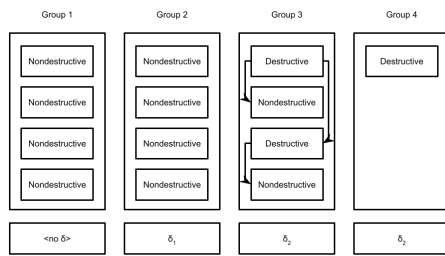 Group 1 Group 2 Group 3 Group 4
Nondestructive Nondestructive Destructive Destructive
Nondestructive Nondestructive Nondestructive
Nondestructive Nondestructive Destructive
Nondestructive Nondestructive Nondestructive
<no δ> δ₁ δ₂ δ₂